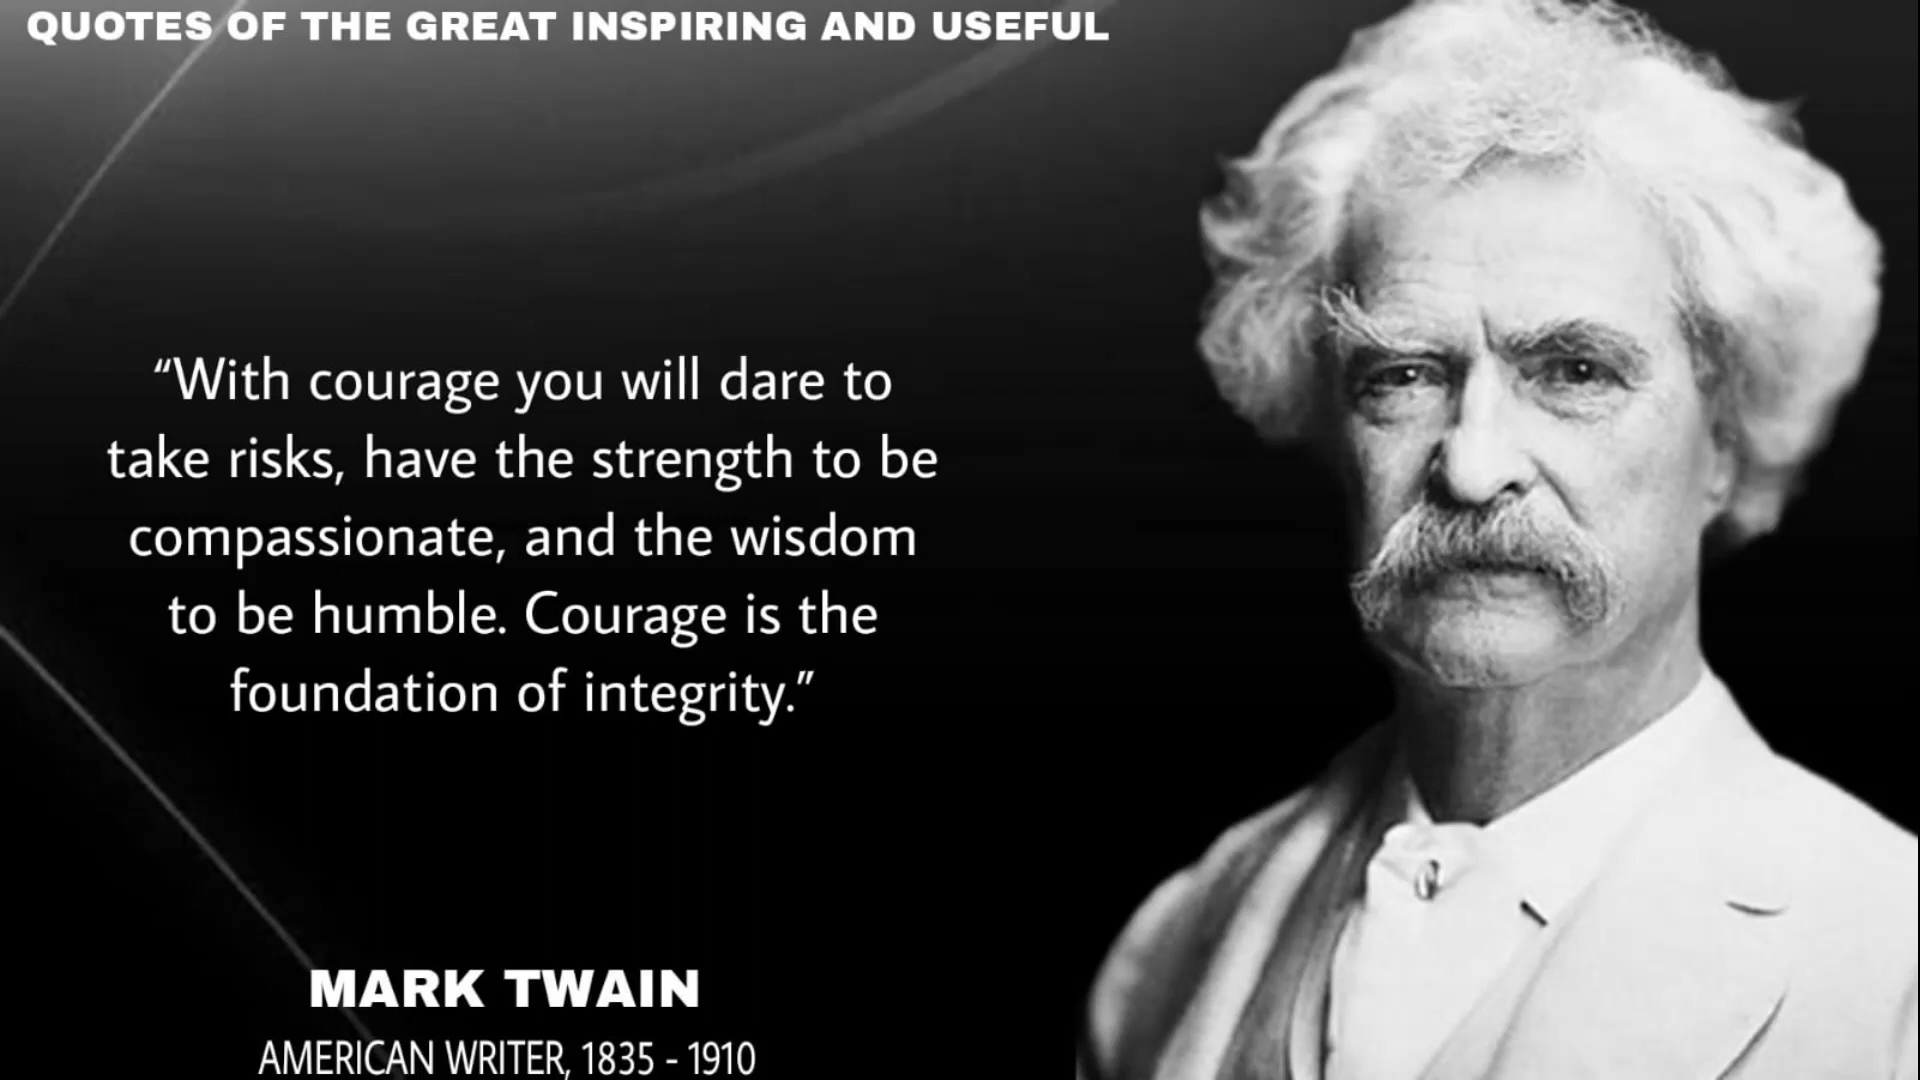 QUOTES OF THE GREAT INSPIRING AND USEFUL
“With courage you will dare to
take risks, have the strength to be
compassionate, and the wisdom
to be humble. Courage is the
foundation of integrity.”
MARK TWAIN
AMERICAN WRITER, 1835 - 1910